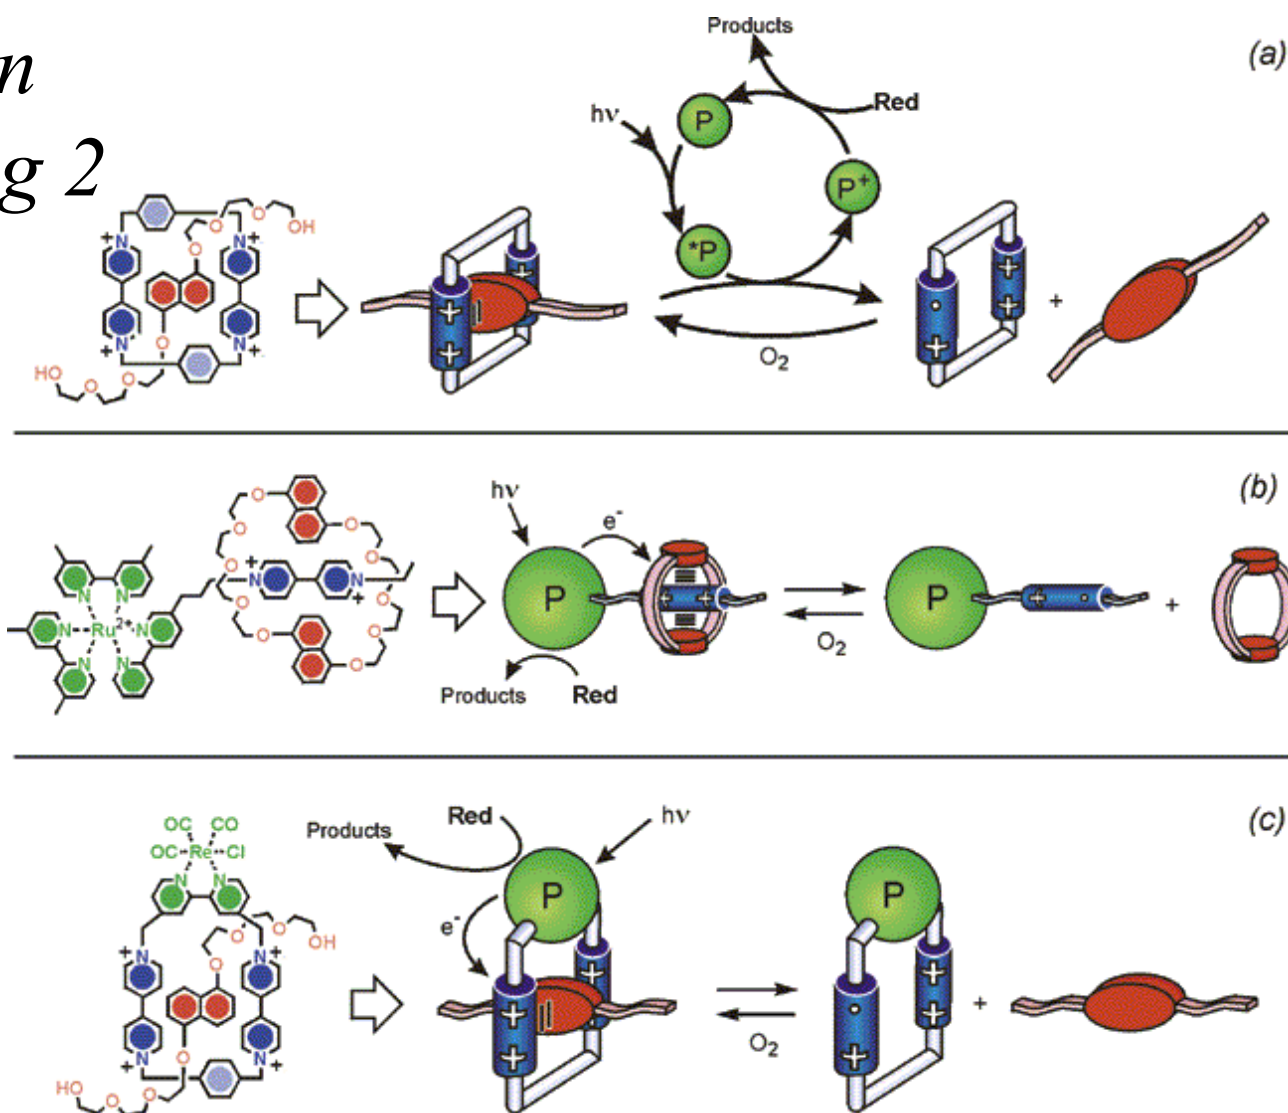 n
g 2
Products
(a)
hν
P
Red
P+
*P
+
+
+
+
O2
+
+
+
+
N
N
N
N
+
+
+
+
O
O
OH
O
O
HO
O
O
(b)
hν
e-
P
+
+
O2
P
+
+
Products
Red
O
O
O
O
O
O
O
O
O
O
N
N
+
+
N
N
N
Ru2+
N
N
N
(c)
Red
hν
Products
P
e-
+
+
+
+
O2
P
+
+
+
+
OC
CO
OC
Re
Cl
N
N
O
O
OH
O
N
N
N
N
+
+
+
+
O
O
O
HO